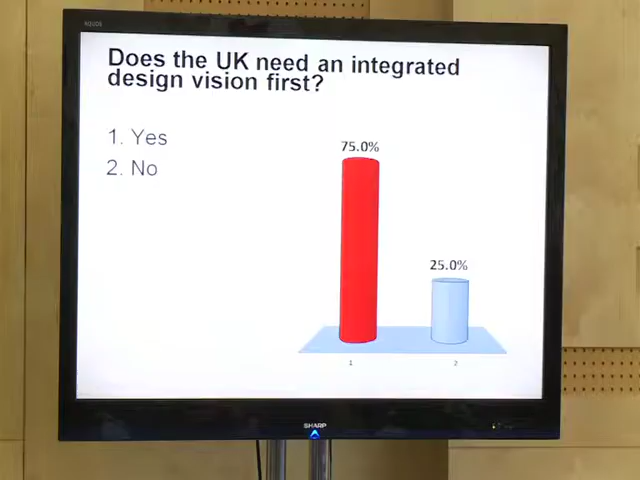 AQUOS
Does the UK need an integrated
design vision first?
1. Yes
2. No
75.0%
25.0%
1
2
SHARP